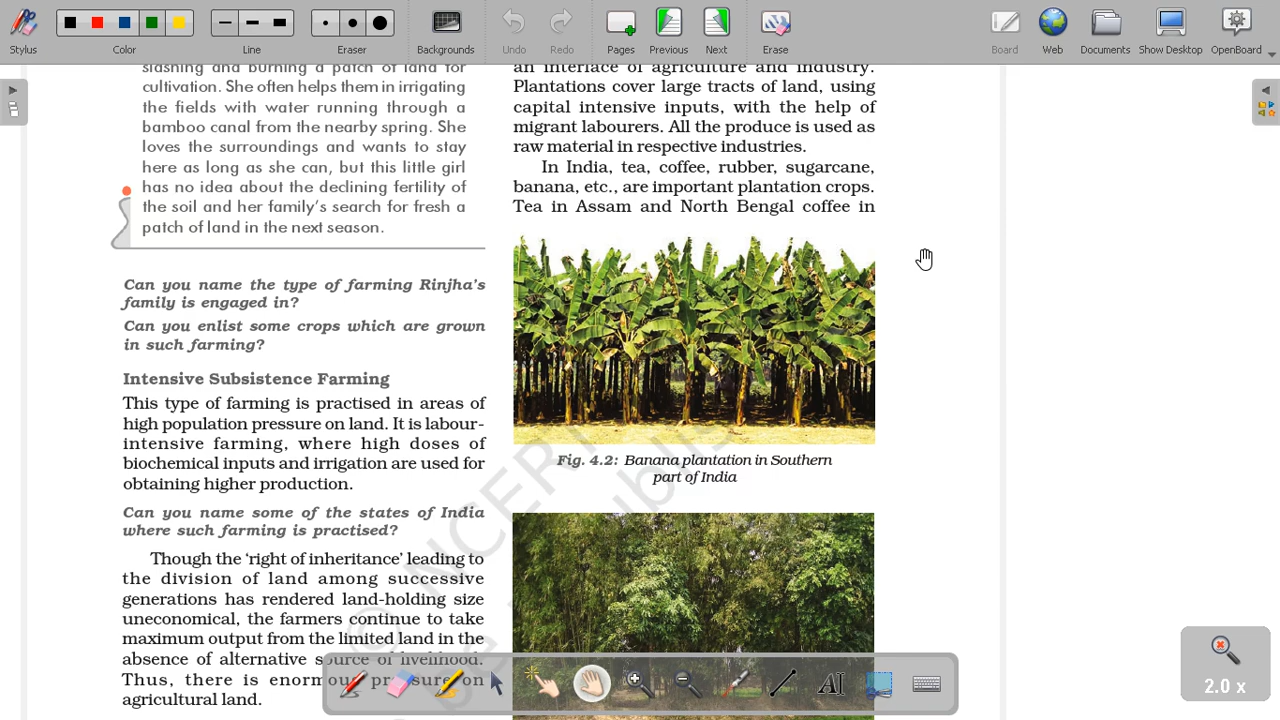 Stylus
Color
Line
Eraser
Backgrounds
Undo
Redo
Pages
Previous
Next
Erase
Board
Web
Documents
Show Desktop
OpenBoard
slashing and burning a patch of land for
cultivation. She often helps them in irrigating
the fields with water running through a
bamboo canal from the nearby spring. She
loves the surroundings and wants to stay
here as long as she can, but this little girl
has no idea about the declining fertility of
the soil and her family's search for fresh a
patch of land in the next season.
Can you name the type of farming Rinjha's
family is engaged in?
Can you enlist some crops which are grown
in such farming?
Intensive Subsistence Farming
This type of farming is practised in areas of
high population pressure on land. It is labour-
intensive farming, where high doses of
biochemical inputs and irrigation are used for
obtaining higher production.
Can you name some of the states of India
where such farming is practised?
Though the 'right of inheritance' leading to
the division of land among successive
generations has rendered land-holding size
uneconomical, the farmers continue to take
maximum output from the limited land in the
absence of alternative source of livelihood.
Thus, there is enormous pressure on
agricultural land.
an interface of agriculture and industry.
Plantations cover large tracts of land, using
capital intensive inputs, with the help of
migrant labourers. All the produce is used as
raw material in respective industries.
In India, tea, coffee, rubber, sugarcane,
banana, etc., are important plantation crops.
Tea in Assam and North Bengal coffee in
Fig. 4.2: Banana plantation in Southern
part of India
© NCERT
be
publis
AI
2.0 x